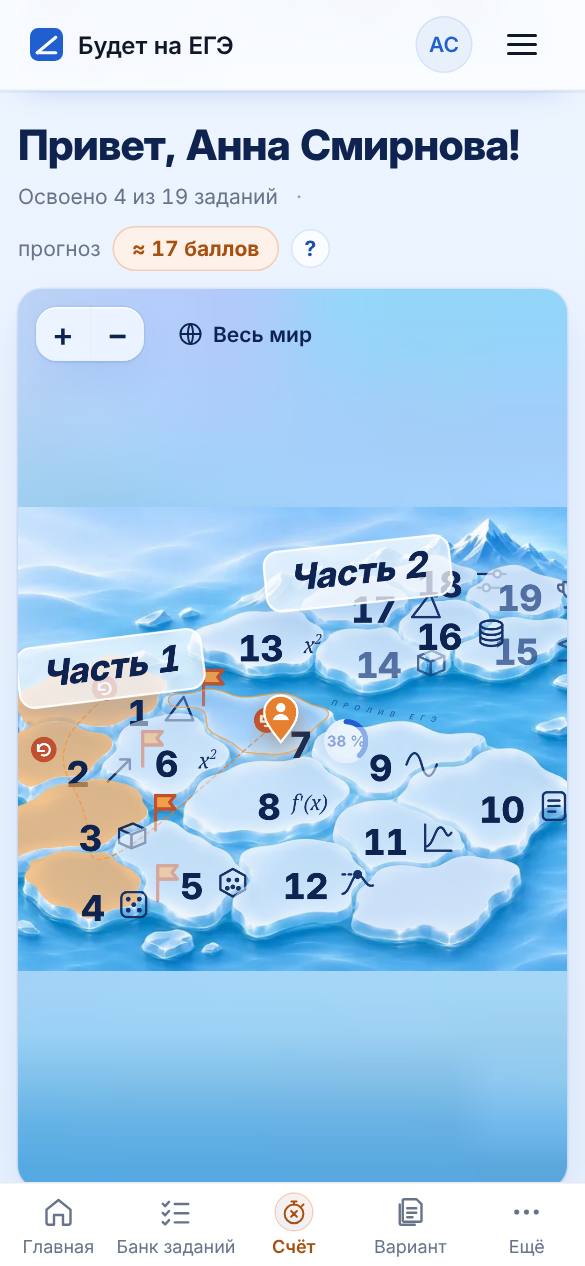 Будет на ЕГЭ
АС
Привет, Анна Смирнова!
Освоено 4 из 19 заданий ·
прогноз ≈ 17 баллов ?
+ − Весь мир
Часть 2
18
19
17
16
15
13 x²
14
Часть 1
1
ПРОЛИВ ЕГЭ
7
38 %
2
6 x²
9
8 f'(x)
10
3
11
5
12
4
Главная
Банк заданий
Счёт
Вариант
Ещё